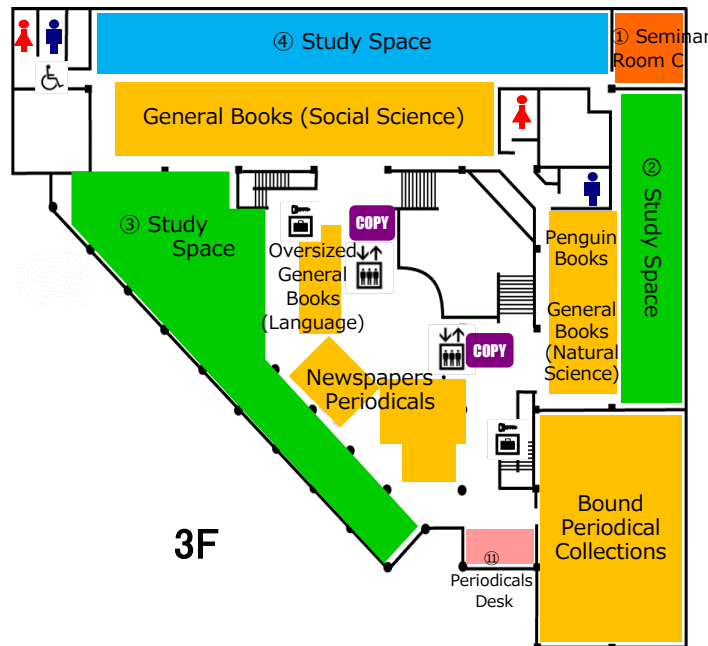 ④ Study Space
① Seminar
Room C
General Books (Social Science)
② Study Space
③ Study
Space
COPY
Oversized
General
Books
(Language)
Penguin
Books
General
Books
(Natural
Science)
COPY
Newspapers
Periodicals
Bound
Periodical
Collections
3F
⑪
Periodicals
Desk